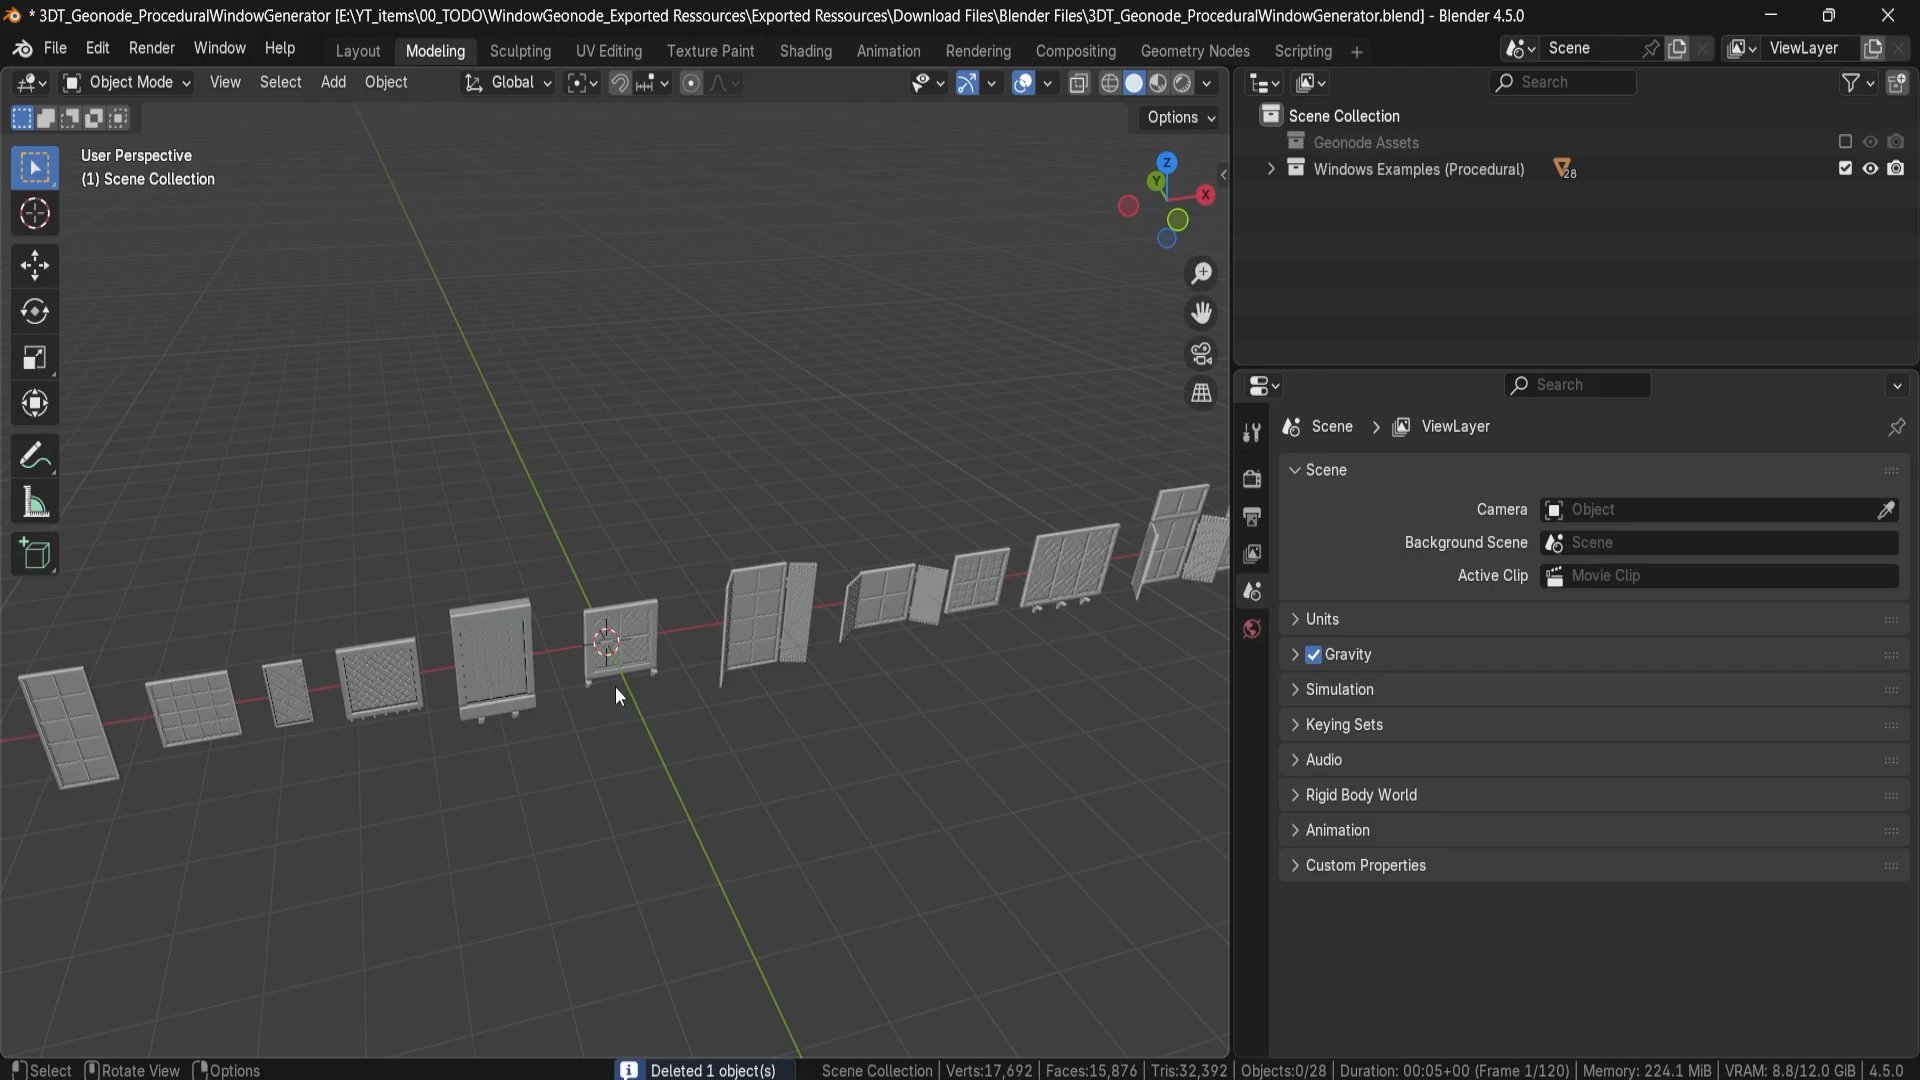 * 3DT_Geonode_ProceduralWindowGenerator [E:\YT_items\00_TODO\WindowGeonode_Exported Ressources\Exported Ressources\Download Files\Blender Files\3DT_Geonode_ProceduralWindowGenerator.blend] - Blender 4.5.0
File Edit Render Window Help Layout Modeling Sculpting UV Editing Texture Paint Shading Animation Rendering Compositing Geometry Nodes Scripting + Scene ViewLayer
Object Mode View Select Add Object Global Search
Options
Scene Collection
Geonode Assets
Windows Examples (Procedural) 28
User Perspective
(1) Scene Collection
Z
Y
X
Search
Scene ViewLayer
Scene
Camera Object
Background Scene Scene
Active Clip Movie Clip
Units
Gravity
Simulation
Keying Sets
Audio
Rigid Body World
Animation
Custom Properties
Select Rotate View Options Deleted 1 object(s) Scene Collection | Verts:17,692 | Faces:15,876 | Tris:32,392 | Objects:0/28 | Duration: 00:05+00 (Frame 1/120) | Memory: 224.1 MiB | VRAM: 8.8/12.0 GiB | 4.5.0